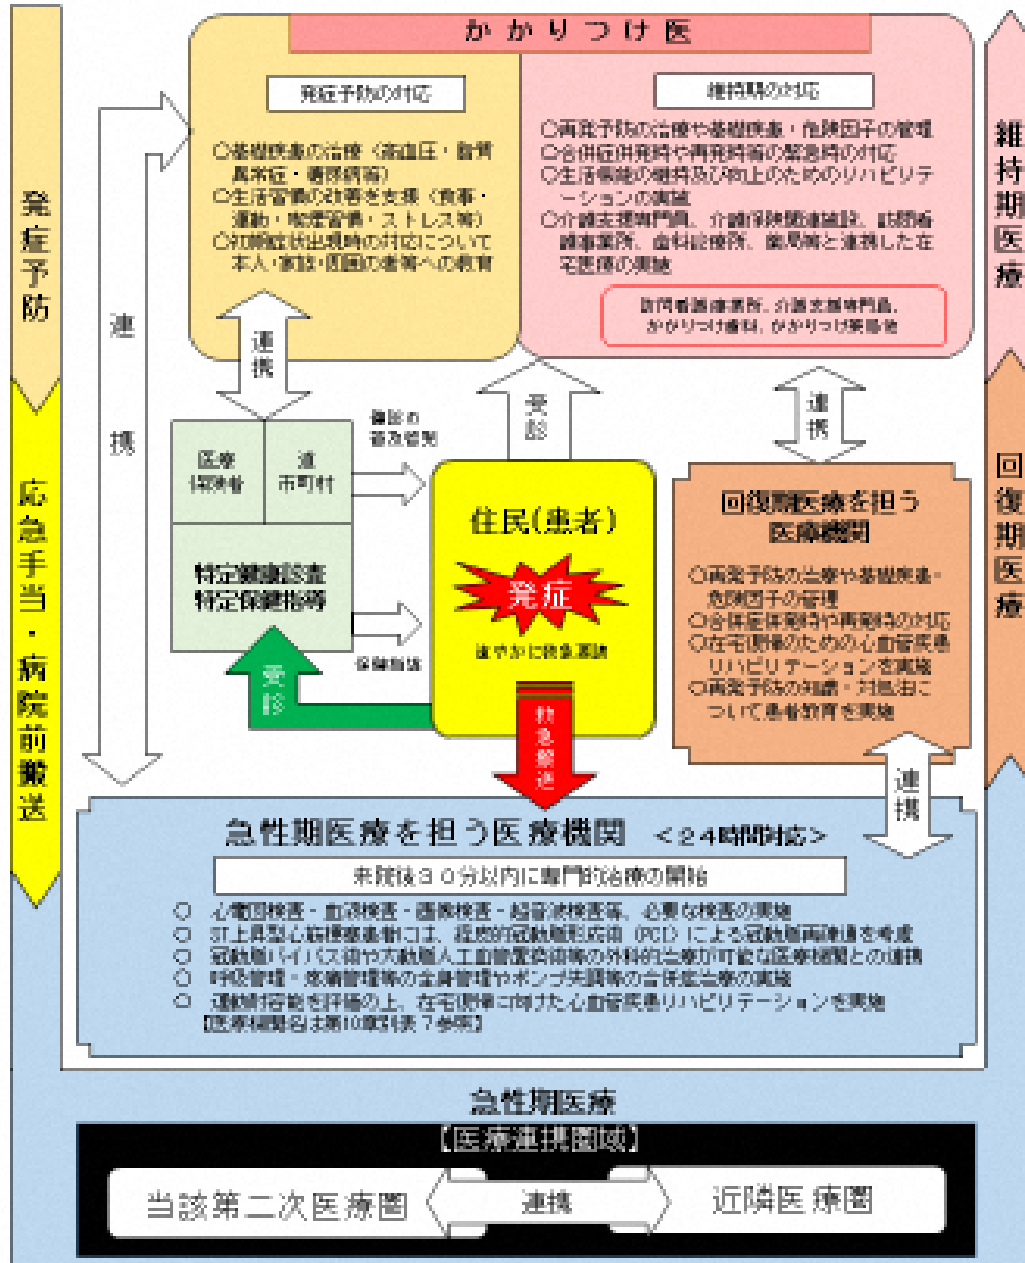 かかりつけ医
発症予防の対応
○基礎疾患の治療（高血圧・脂質
異常症・糖尿病等）
○生活習慣の改善を支援（食事・
運動・喫煙習慣・ストレス等）
○初期症状出現時の対応について
本人・家族・周囲の者等への教育
維持期の対応
○再発予防の治療や基礎疾患・危険因子の管理
○合併症併発時や再発時等の緊急時の対応
○生活機能の維持及び向上のためのリハビリテ
ーションの実施
○介護支援専門員、介護保険関連施設、訪問看
護事業所、歯科診療所、薬局等と連携した在
宅医療の実施
訪問看護事業所、介護支援専門員、
かかりつけ歯科、かかりつけ薬局他
発症予防
応急手当・病院前搬送
維持期医療
回復期医療
連携
連携
受診
連携
医療
保険者
道
市町村
健診の
普及啓発
特定健康診査
特定保健指導
保健指導
受診
住民(患者)
発症
速やかに救急要請
救急搬送
回復期医療を担う
医療機関
○再発予防の治療や基礎疾患・
危険因子の管理
○合併症併発時や再発時の対応
○在宅復帰のための心血管疾患
リハビリテーションを実施
○再発予防の知識・対処法に
ついて患者教育を実施
連携
急性期医療を担う医療機関 ＜２４時間対応＞
来院後３０分以内に専門的治療の開始
○ 心電図検査・血液検査・画像検査・超音波検査等、必要な検査の実施
○ ST上昇型心筋梗塞患者には、経皮的冠動脈形成術（PCI）による冠動脈再疎通を考慮
○ 冠動脈バイパス術や大動脈人工血管置換術等の外科的治療が可能な医療機関との連携
○ 呼吸管理・疼痛管理等の全身管理やポンプ失調等の合併症治療の実施
○ 運動耐容能を評価の上、在宅復帰に向けた心血管疾患リハビリテーションを実施
【医療機関名は第10章別表７参照】
急性期医療
【医療連携圏域】
当該第二次医療圏
連携
近隣医療圏